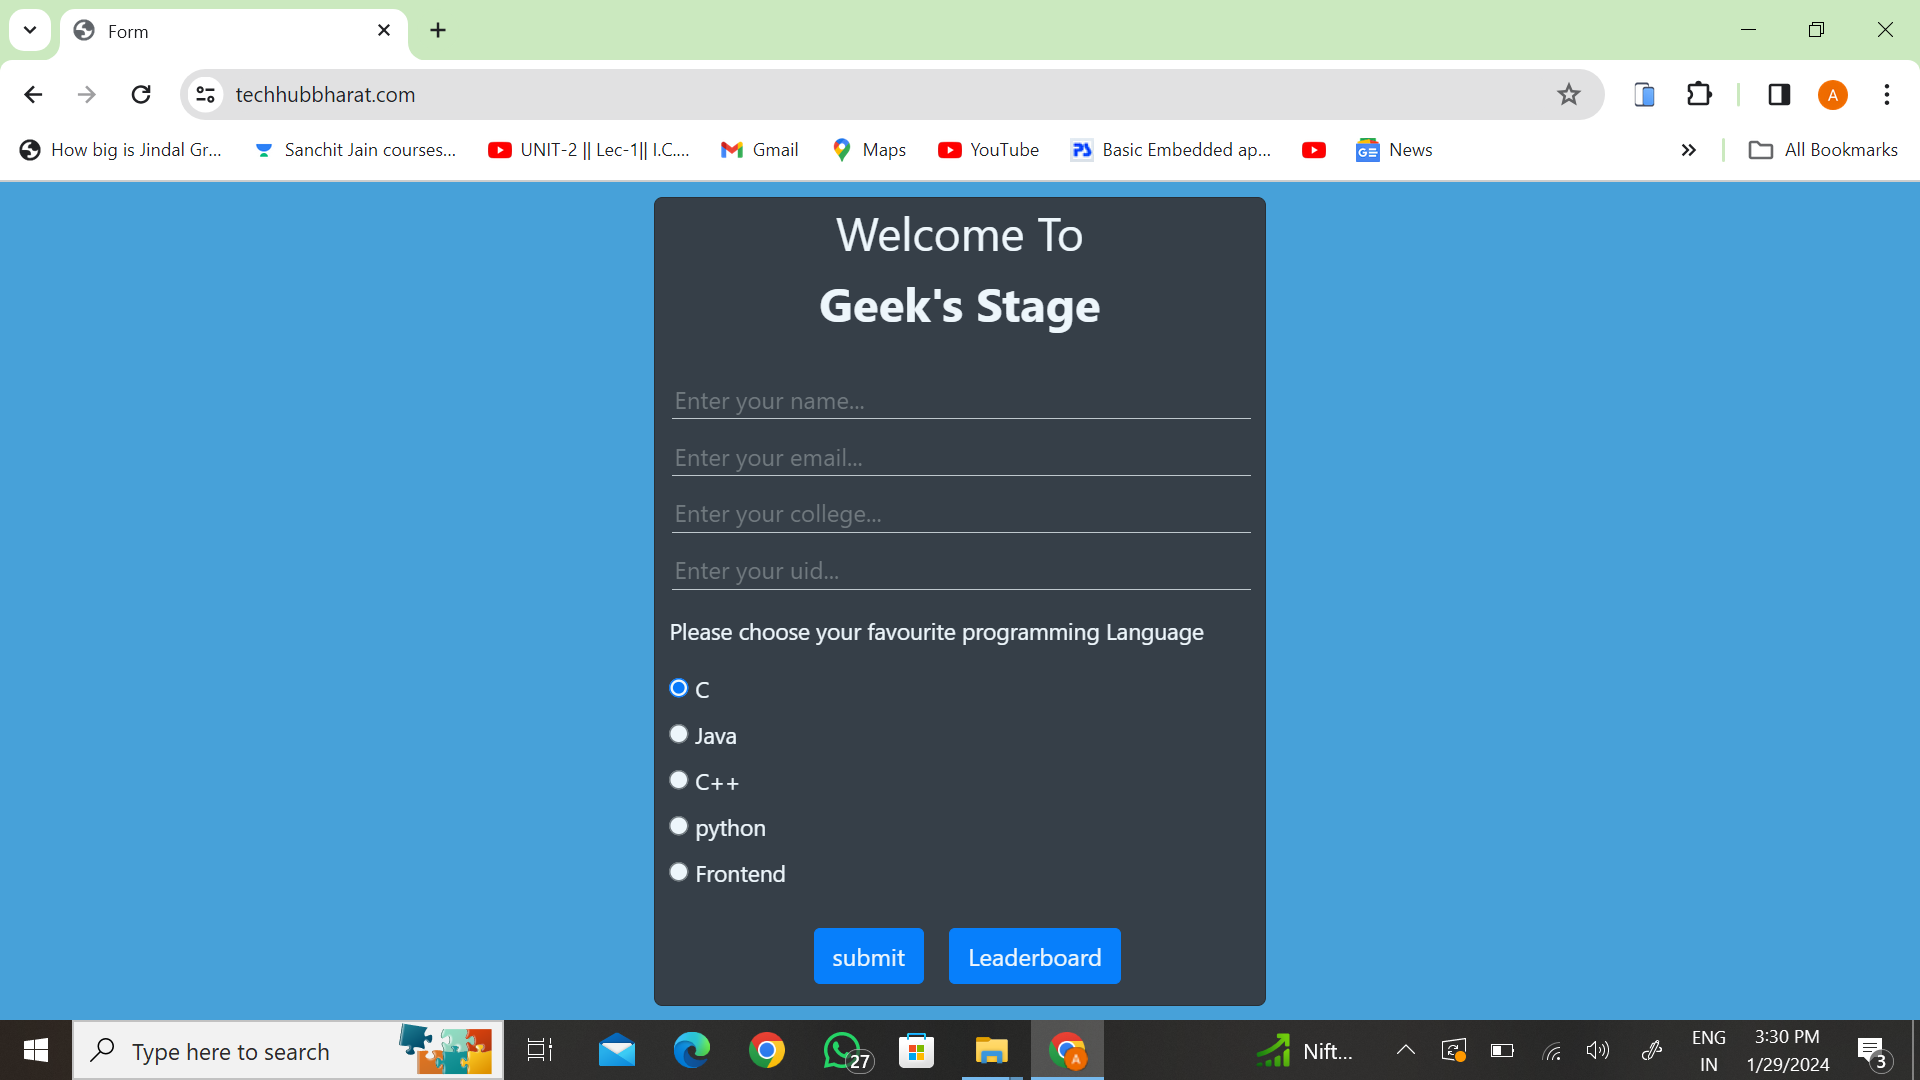 Form
techhubbharat.com
How big is Jindal Gr... Sanchit Jain courses... UNIT-2 || Lec-1|| I.C.... Gmail Maps YouTube Basic Embedded ap... News » All Bookmarks
Welcome To
Geek's Stage
Enter your name...
Enter your email...
Enter your college...
Enter your uid...
Please choose your favourite programming Language
C
Java
C++
python
Frontend
submit Leaderboard
Type here to search 27 A Nift... ENG 3:30 PM
IN 1/29/2024 3